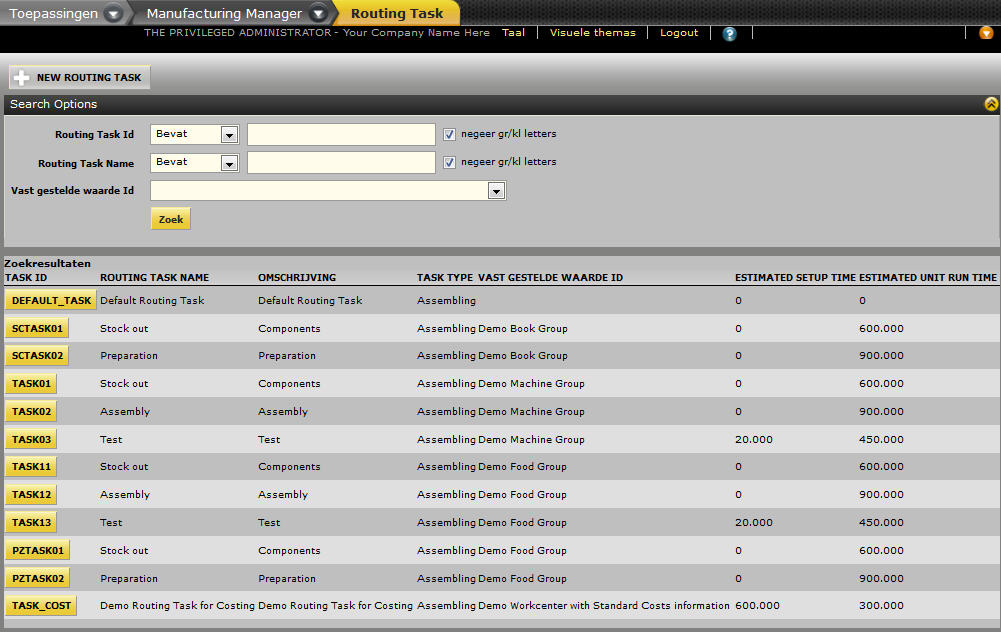 Toepassingen Manufacturing Manager Routing Task
THE PRIVILEGED ADMINISTRATOR - Your Company Name Here Taal Visuele themas Logout ?
NEW ROUTING TASK
Search Options
Routing Task Id Bevat negeer gr/kl letters
Routing Task Name Bevat negeer gr/kl letters
Vast gestelde waarde Id
Zoek
Zoekresultaten
TASK ID ROUTING TASK NAME OMSCHRIJVING TASK TYPE VAST GESTELDE WAARDE ID ESTIMATED SETUP TIME ESTIMATED UNIT RUN TIME
DEFAULT_TASK Default Routing Task Default Routing Task Assembling 0 0
SCTASK01 Stock out Components Assembling Demo Book Group 0 600.000
SCTASK02 Preparation Preparation Assembling Demo Book Group 0 900.000
TASK01 Stock out Components Assembling Demo Machine Group 0 600.000
TASK02 Assembly Assembly Assembling Demo Machine Group 0 900.000
TASK03 Test Test Assembling Demo Machine Group 20.000 450.000
TASK11 Stock out Components Assembling Demo Food Group 0 600.000
TASK12 Assembly Assembly Assembling Demo Food Group 0 900.000
TASK13 Test Test Assembling Demo Food Group 20.000 450.000
PZTASK01 Stock out Components Assembling Demo Food Group 0 600.000
PZTASK02 Preparation Preparation Assembling Demo Food Group 0 900.000
TASK_COST Demo Routing Task for Costing Demo Routing Task for Costing Assembling Demo Workcenter with Standard Costs information 600.000 300.000